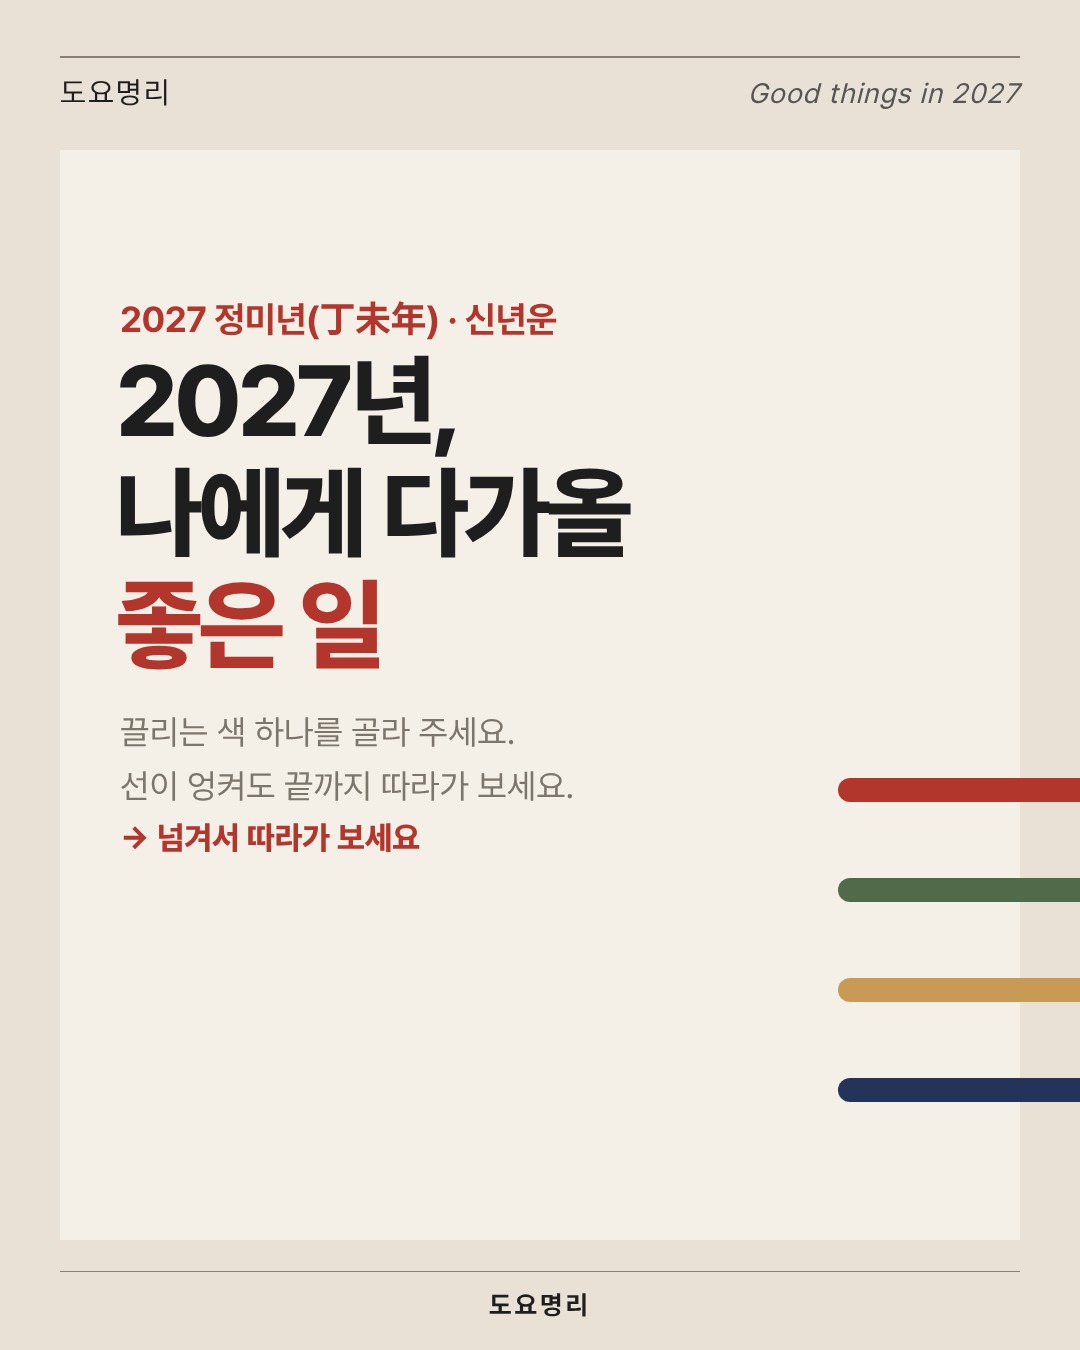 도요명리
Good things in 2027
2027 정미년(丁未年) · 신년운
2027년,
나에게 다가올
좋은 일
끌리는 색 하나를 골라 주세요.
선이 엉켜도 끝까지 따라가 보세요.
→ 넘겨서 따라가 보세요
도요명리